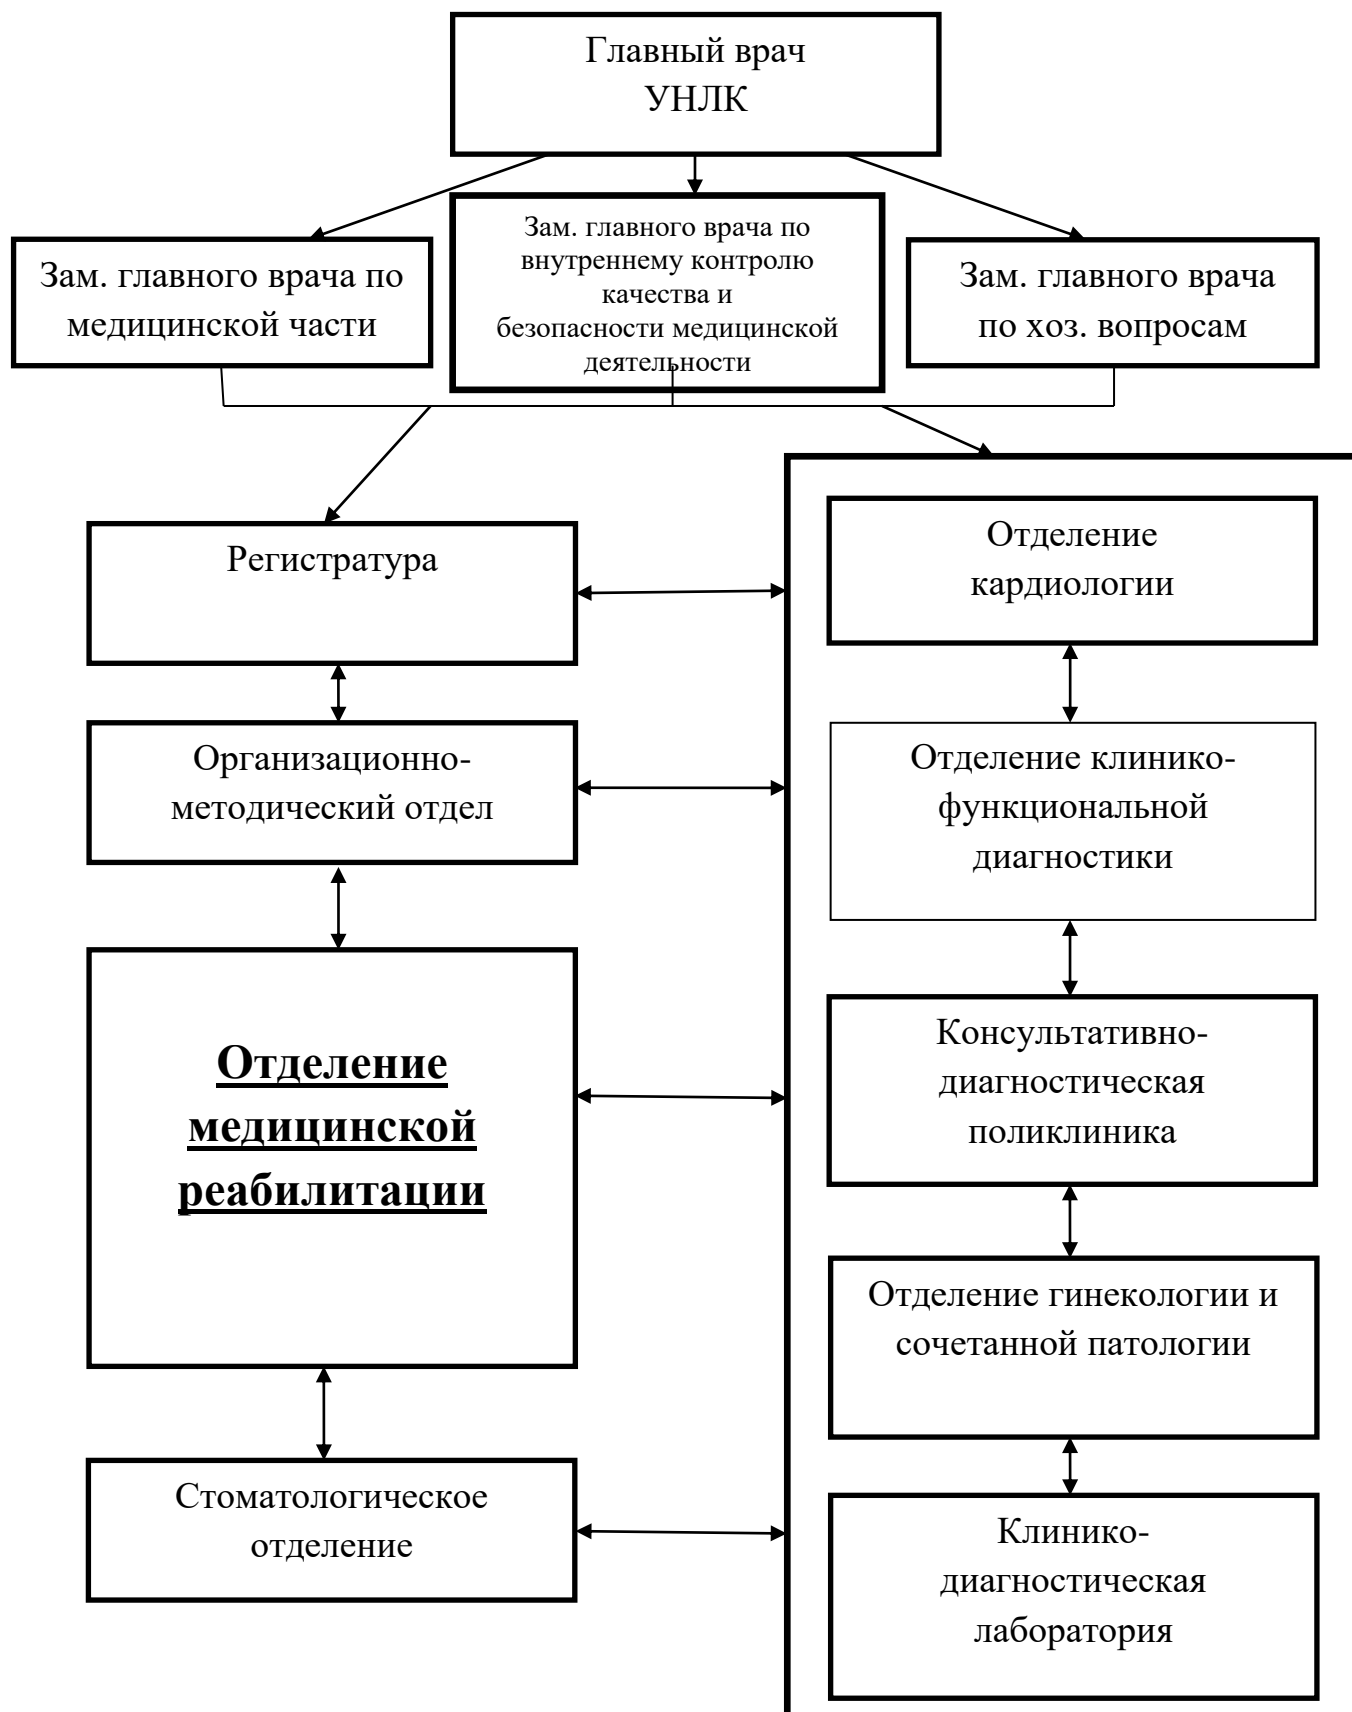 Главный врач
УНЛК
Зам. главного врача по
медицинской части
Зам. главного врача по
внутреннему контролю
качества и
безопасности медицинской
деятельности
Зам. главного врача
по хоз. вопросам
Регистратура
Организационно-
методический отдел
Отделение
медицинской
реабилитации
Стоматологическое
отделение
Отделение
кардиологии
Отделение клинико-
функциональной
диагностики
Консультативно-
диагностическая
поликлиника
Отделение гинекологии и
сочетанной патологии
Клинико-
диагностическая
лаборатория